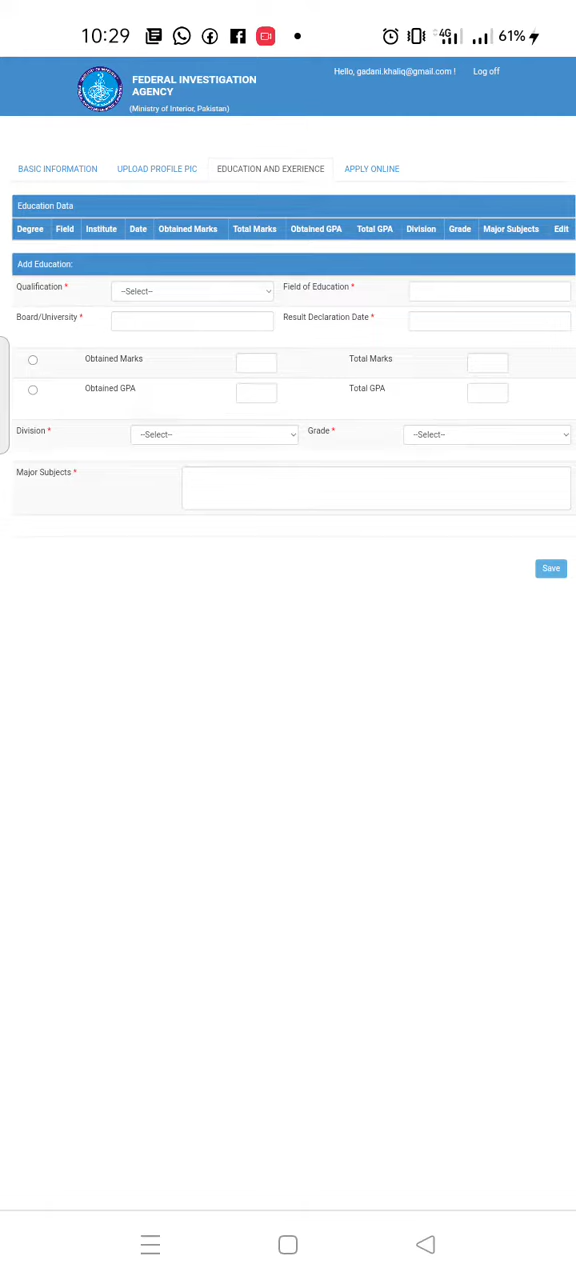 10:29 4G 61%
FEDERAL INVESTIGATION
AGENCY
(Ministry of Interior, Pakistan)
Hello, gadani.khaliq@gmail.com ! Log off
BASIC INFORMATION UPLOAD PROFILE PIC EDUCATION AND EXERIENCE APPLY ONLINE
Education Data
Degree Field Institute Date Obtained Marks Total Marks Obtained GPA Total GPA Division Grade Major Subjects Edit
Add Education:
Qualification * --Select-- Field of Education *
Board/University * Result Declaration Date *
Obtained Marks Total Marks
Obtained GPA Total GPA
Division * --Select-- Grade * --Select--
Major Subjects *
Save